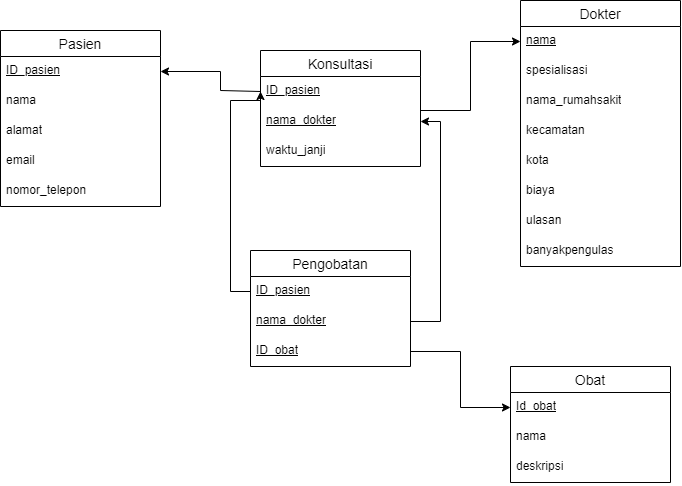 Pasien
ID_pasien
nama
alamat
email
nomor_telepon
Konsultasi
ID_pasien
nama_dokter
waktu_janji
Dokter
nama
spesialisasi
nama_rumahsakit
kecamatan
kota
biaya
ulasan
banyakpengulas
Pengobatan
ID_pasien
nama_dokter
ID_obat
Obat
Id_obat
nama
deskripsi